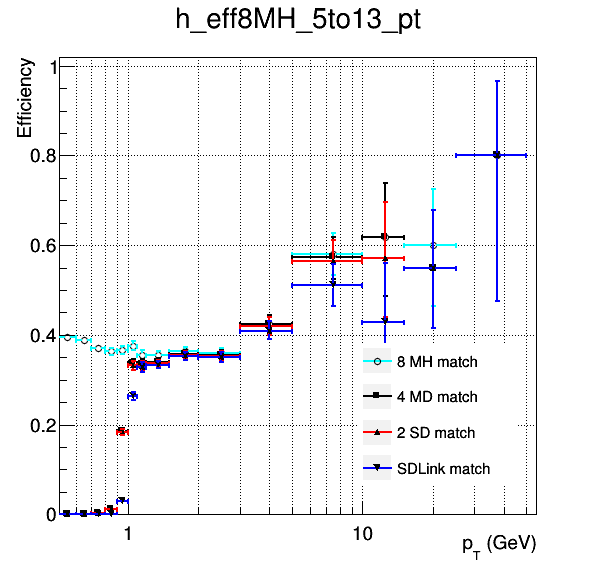 h_eff8MH_5to13_pt
Efficiency
1
0.8
0.6
0.4
0.2
0
8 MH match
4 MD match
2 SD match
SDLink match
1
10
p_T (GeV)